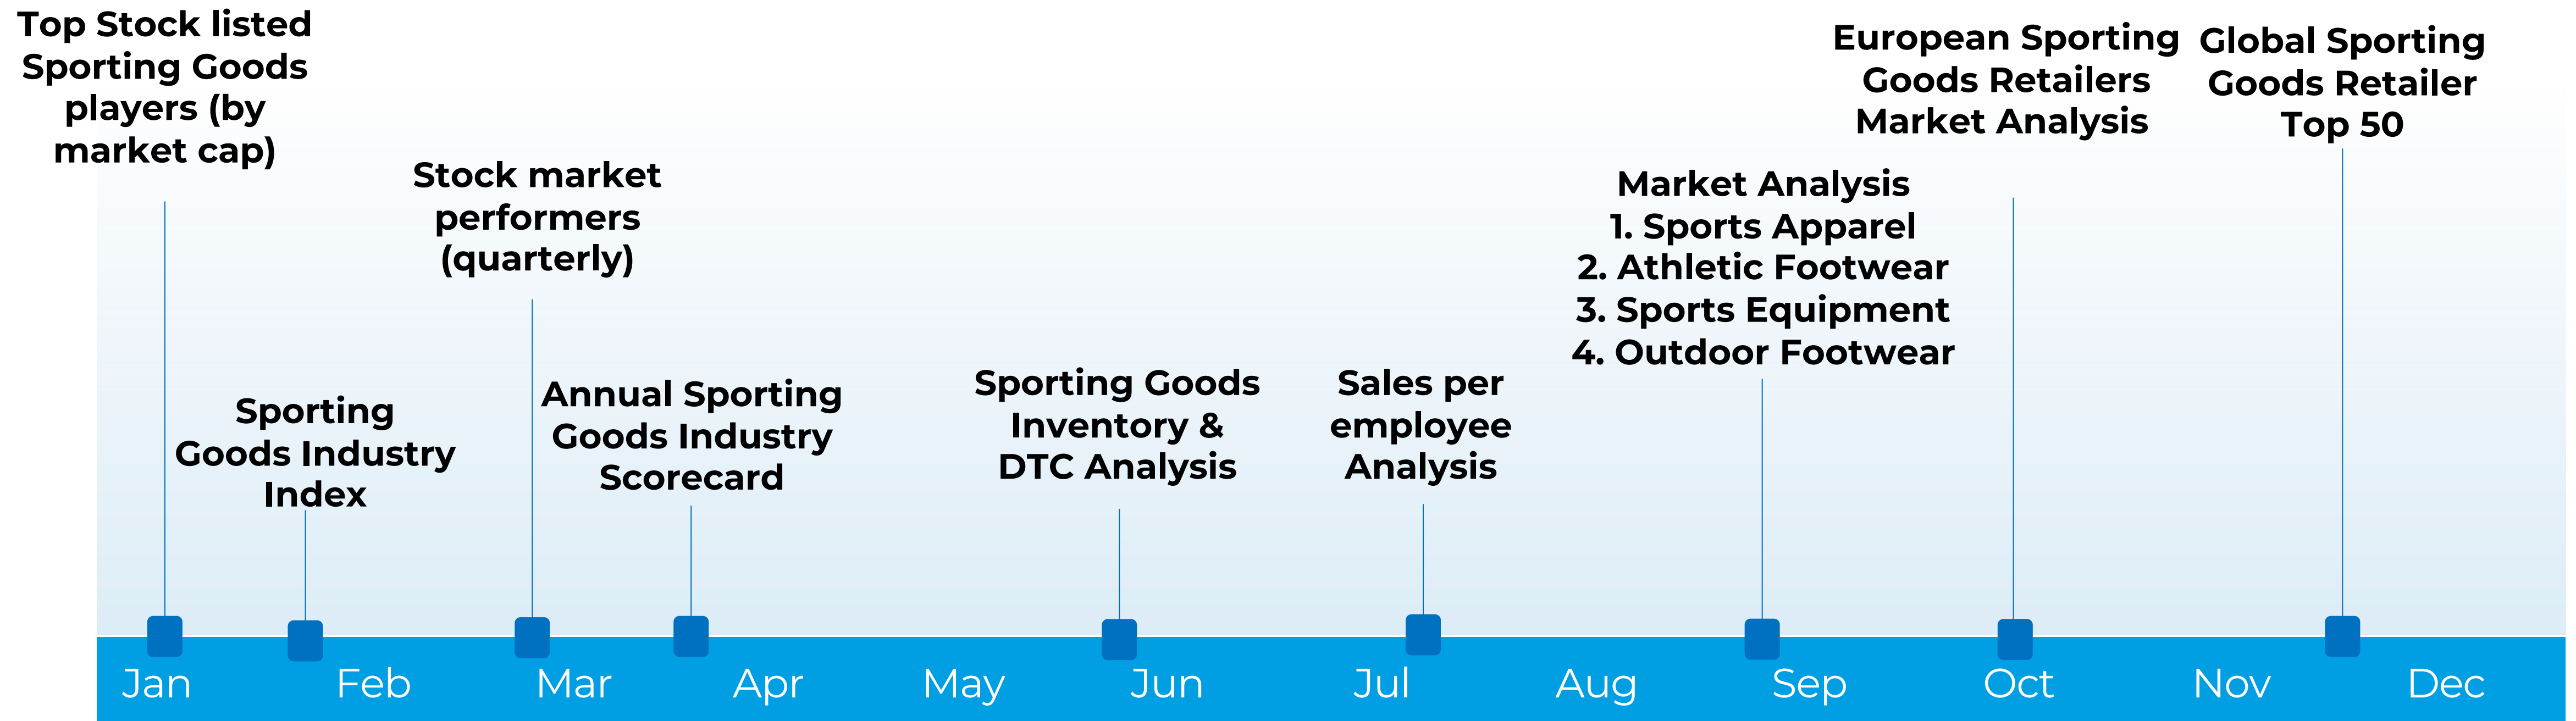 Top Stock listed
Sporting Goods
players (by
market cap)
Sporting
Goods Industry
Index
Stock market
performers
(quarterly)
Annual Sporting
Goods Industry
Scorecard
Sporting Goods
Inventory &
DTC Analysis
Sales per
employee
Analysis
Market Analysis
1. Sports Apparel
2. Athletic Footwear
3. Sports Equipment
4. Outdoor Footwear
European Sporting
Goods Retailers
Market Analysis
Global Sporting
Goods Retailer
Top 50
Jan Feb Mar Apr May Jun Jul Aug Sep Oct Nov Dec